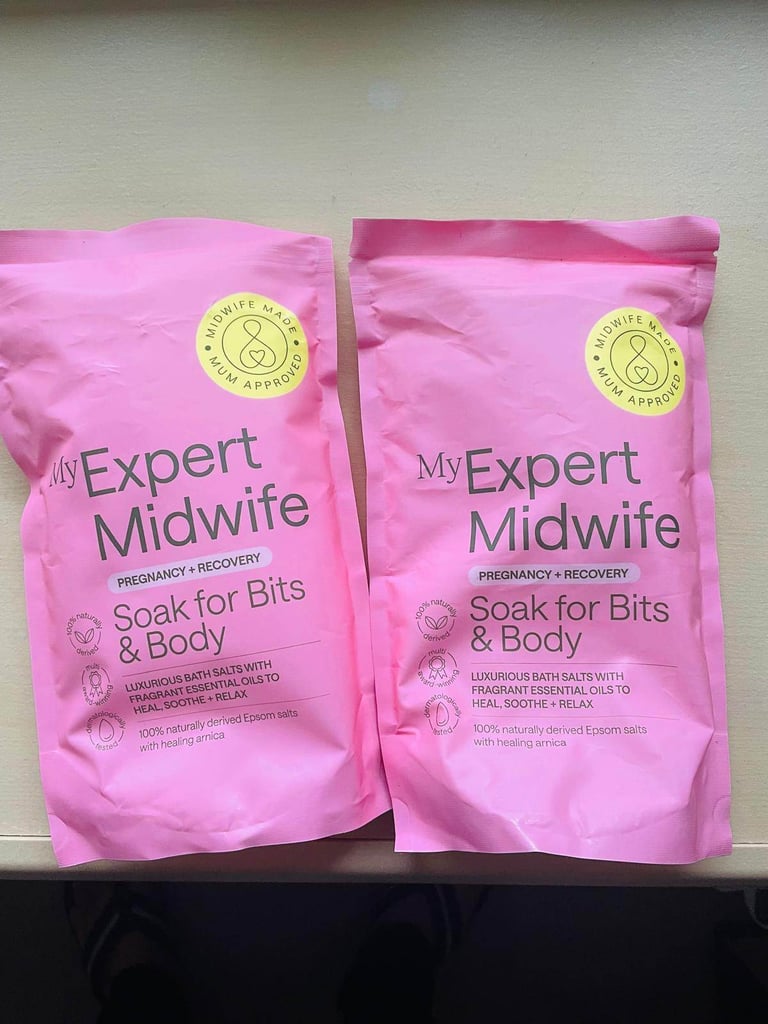 MIDWIFE MADE
MUM APPROVED
My Expert
Midwife
PREGNANCY + RECOVERY
Soak for Bits
& Body
100% naturally
derived
multi
award-winning
dermatologically
tested
LUXURIOUS BATH SALTS WITH
FRAGRANT ESSENTIAL OILS TO
HEAL, SOOTHE + RELAX
100% naturally derived Epsom salts
with healing arnica
MIDWIFE MADE
MUM APPROVED
My Expert
Midwife
PREGNANCY + RECOVERY
Soak for Bits
& Body
100% naturally
derived
multi
award-winning
dermatologically
tested
LUXURIOUS BATH SALTS WITH
FRAGRANT ESSENTIAL OILS TO
HEAL, SOOTHE + RELAX
100% naturally derived Epsom salts
with healing arnica